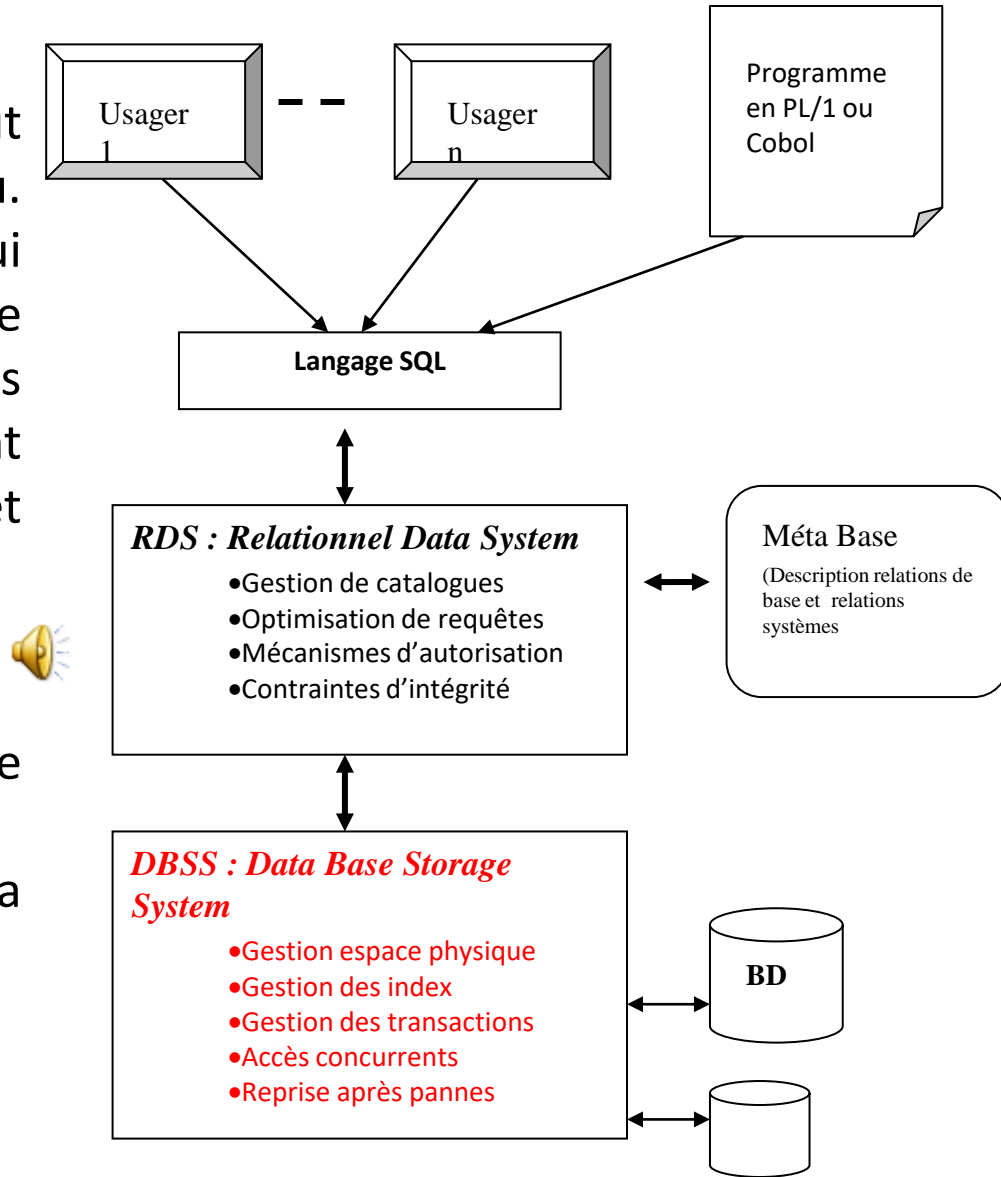 t
u.
ui
e
s
t
et
e
a
Usager
1
Usager
n
Programme
en PL/1 ou
Cobol
Langage SQL
RDS : Relationnel Data System
•Gestion de catalogues
•Optimisation de requêtes
•Mécanismes d'autorisation
•Contraintes d'intégrité
Méta Base
(Description relations de
base et relations
systèmes
DBSS : Data Base Storage
System
•Gestion espace physique
•Gestion des index
•Gestion des transactions
•Accès concurrents
•Reprise après pannes
BD